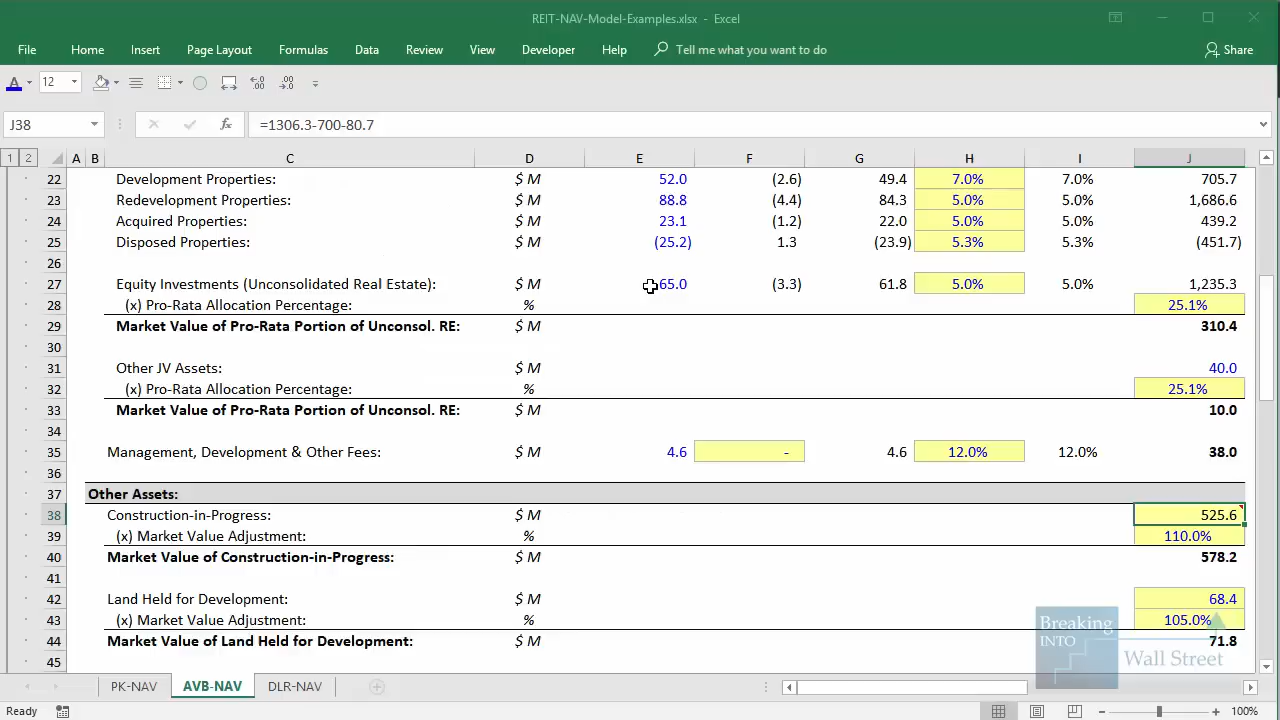 REIT-NAV-Model-Examples.xlsx - Excel
File Home Insert Page Layout Formulas Data Review View Developer Help Tell me what you want to do Share
A 12
J38 fx =1306.3-700-80.7
1 2 A B C D E F G H I J
22 Development Properties: $ M 52.0 (2.6) 49.4 7.0% 7.0% 705.7
23 Redevelopment Properties: $ M 88.8 (4.4) 84.3 5.0% 5.0% 1,686.6
24 Acquired Properties: $ M 23.1 (1.2) 22.0 5.0% 5.0% 439.2
25 Disposed Properties: $ M (25.2) 1.3 (23.9) 5.3% 5.3% (451.7)
26
27 Equity Investments (Unconsolidated Real Estate): $ M 65.0 (3.3) 61.8 5.0% 5.0% 1,235.3
28 (x) Pro-Rata Allocation Percentage: % 25.1%
29 Market Value of Pro-Rata Portion of Unconsol. RE: $ M 310.4
30
31 Other JV Assets: $ M 40.0
32 (x) Pro-Rata Allocation Percentage: % 25.1%
33 Market Value of Pro-Rata Portion of Unconsol. RE: $ M 10.0
34
35 Management, Development & Other Fees: $ M 4.6 - 4.6 12.0% 12.0% 38.0
36
37 Other Assets:
38 Construction-in-Progress: $ M 525.6
39 (x) Market Value Adjustment: % 110.0%
40 Market Value of Construction-in-Progress: $ M 578.2
41
42 Land Held for Development: $ M 68.4
43 (x) Market Value Adjustment: % 105.0%
44 Market Value of Land Held for Development: $ M 71.8
45
Breaking
INTO
Wall Street
PK-NAV AVB-NAV DLR-NAV
Ready 100%